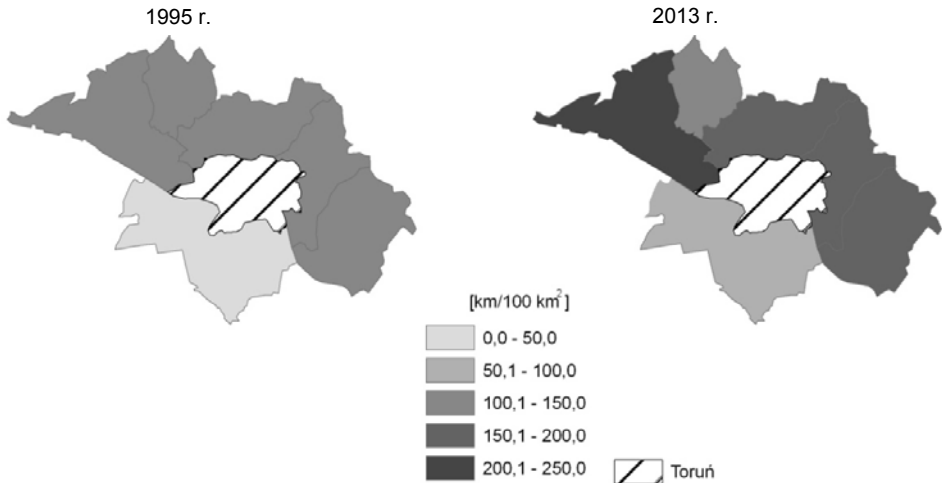 1995 r.
2013 r.
[km/100 km²]
0,0 - 50,0
50,1 - 100,0
100,1 - 150,0
150,1 - 200,0
200,1 - 250,0
Toruń